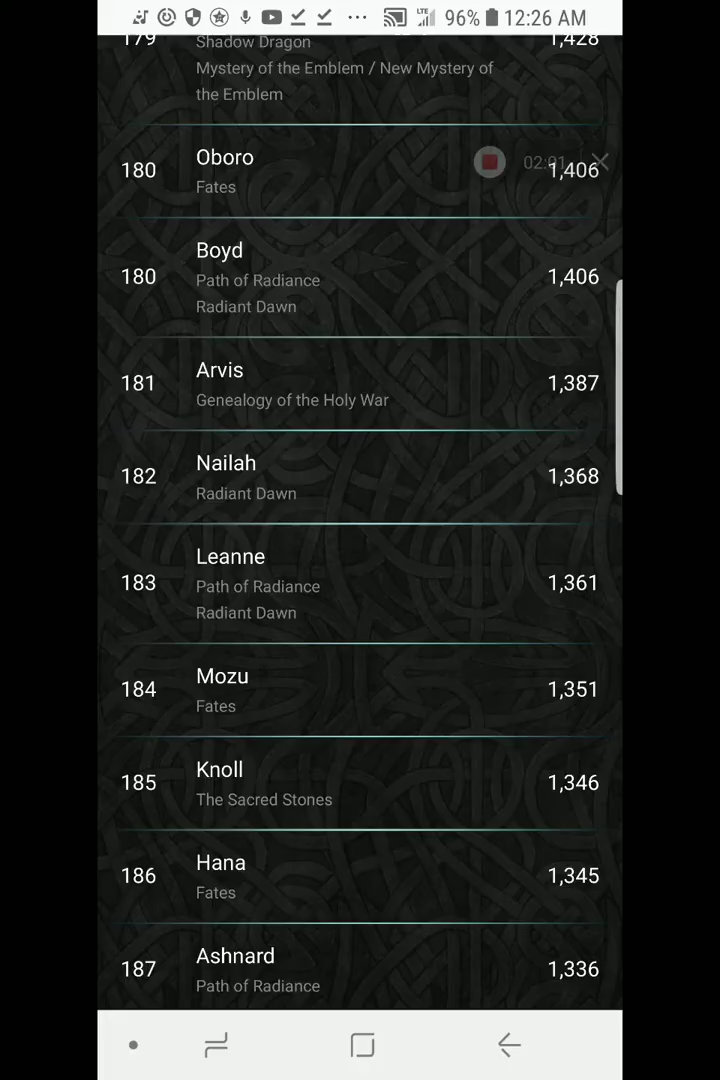 LTE 96% 12:26 AM
179 Shadow Dragon 1,428
Mystery of the Emblem / New Mystery of
the Emblem
02:01
Oboro
180 1,406
Fates
Boyd
180 Path of Radiance 1,406
Radiant Dawn
Arvis
181 1,387
Genealogy of the Holy War
Nailah
182 1,368
Radiant Dawn
Leanne
183 Path of Radiance 1,361
Radiant Dawn
Mozu
184 1,351
Fates
Knoll
185 1,346
The Sacred Stones
Hana
186 1,345
Fates
Ashnard
187 1,336
Path of Radiance